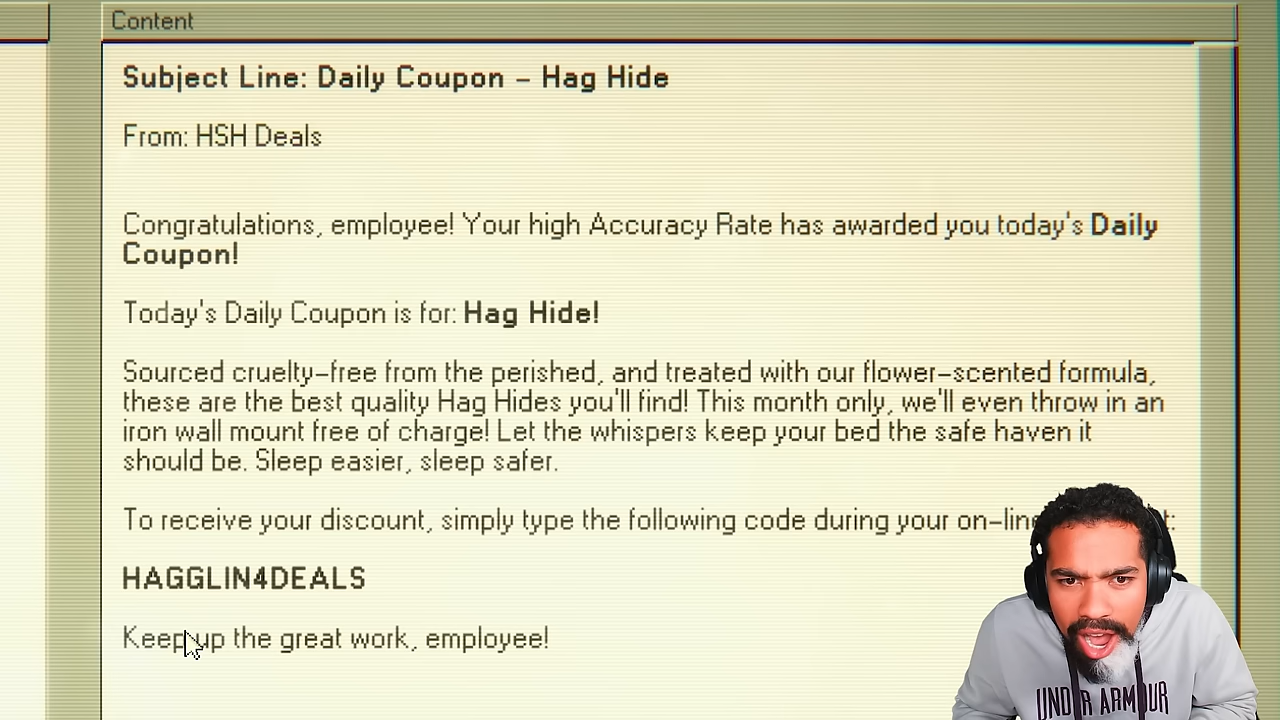 Content
Subject Line: Daily Coupon - Hag Hide
From: HSH Deals
Congratulations, employee! Your high Accuracy Rate has awarded you today's Daily
Coupon!
Today's Daily Coupon is for: Hag Hide!
Sourced cruelty-free from the perished, and treated with our flower-scented formula,
these are the best quality Hag Hides you'll find! This month only, we'll even throw in an
iron wall mount free of charge! Let the whispers keep your bed the safe haven it
should be. Sleep easier, sleep safer.
To receive your discount, simply type the following code during your on-line
HAGGLIN4DEALS
Keep up the great work, employee!
UNDER ARMOUR